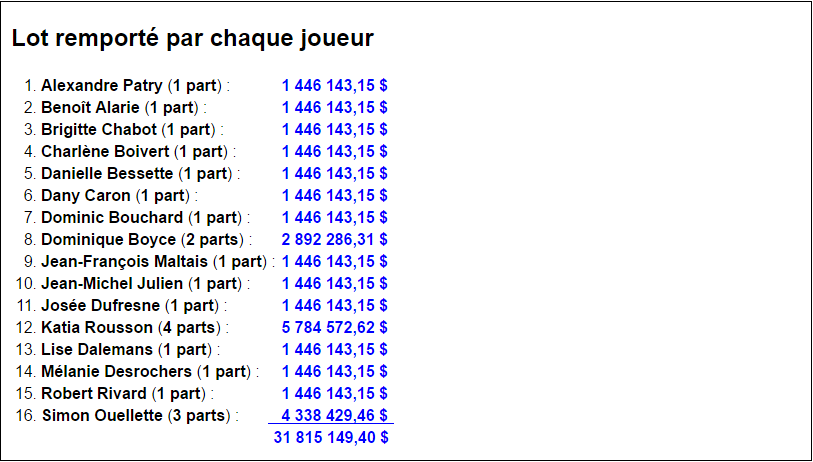 Lot remporté par chaque joueur
1. Alexandre Patry (1 part) : 1 446 143,15 $
2. Benoît Alarie (1 part) : 1 446 143,15 $
3. Brigitte Chabot (1 part) : 1 446 143,15 $
4. Charlène Boivert (1 part) : 1 446 143,15 $
5. Danielle Bessette (1 part) : 1 446 143,15 $
6. Dany Caron (1 part) : 1 446 143,15 $
7. Dominic Bouchard (1 part) : 1 446 143,15 $
8. Dominique Boyce (2 parts) : 2 892 286,31 $
9. Jean-François Maltais (1 part) : 1 446 143,15 $
10. Jean-Michel Julien (1 part) : 1 446 143,15 $
11. Josée Dufresne (1 part) : 1 446 143,15 $
12. Katia Rousson (4 parts) : 5 784 572,62 $
13. Lise Dalemans (1 part) : 1 446 143,15 $
14. Mélanie Desrochers (1 part) : 1 446 143,15 $
15. Robert Rivard (1 part) : 1 446 143,15 $
16. Simon Ouellette (3 parts) : 4 338 429,46 $
31 815 149,40 $